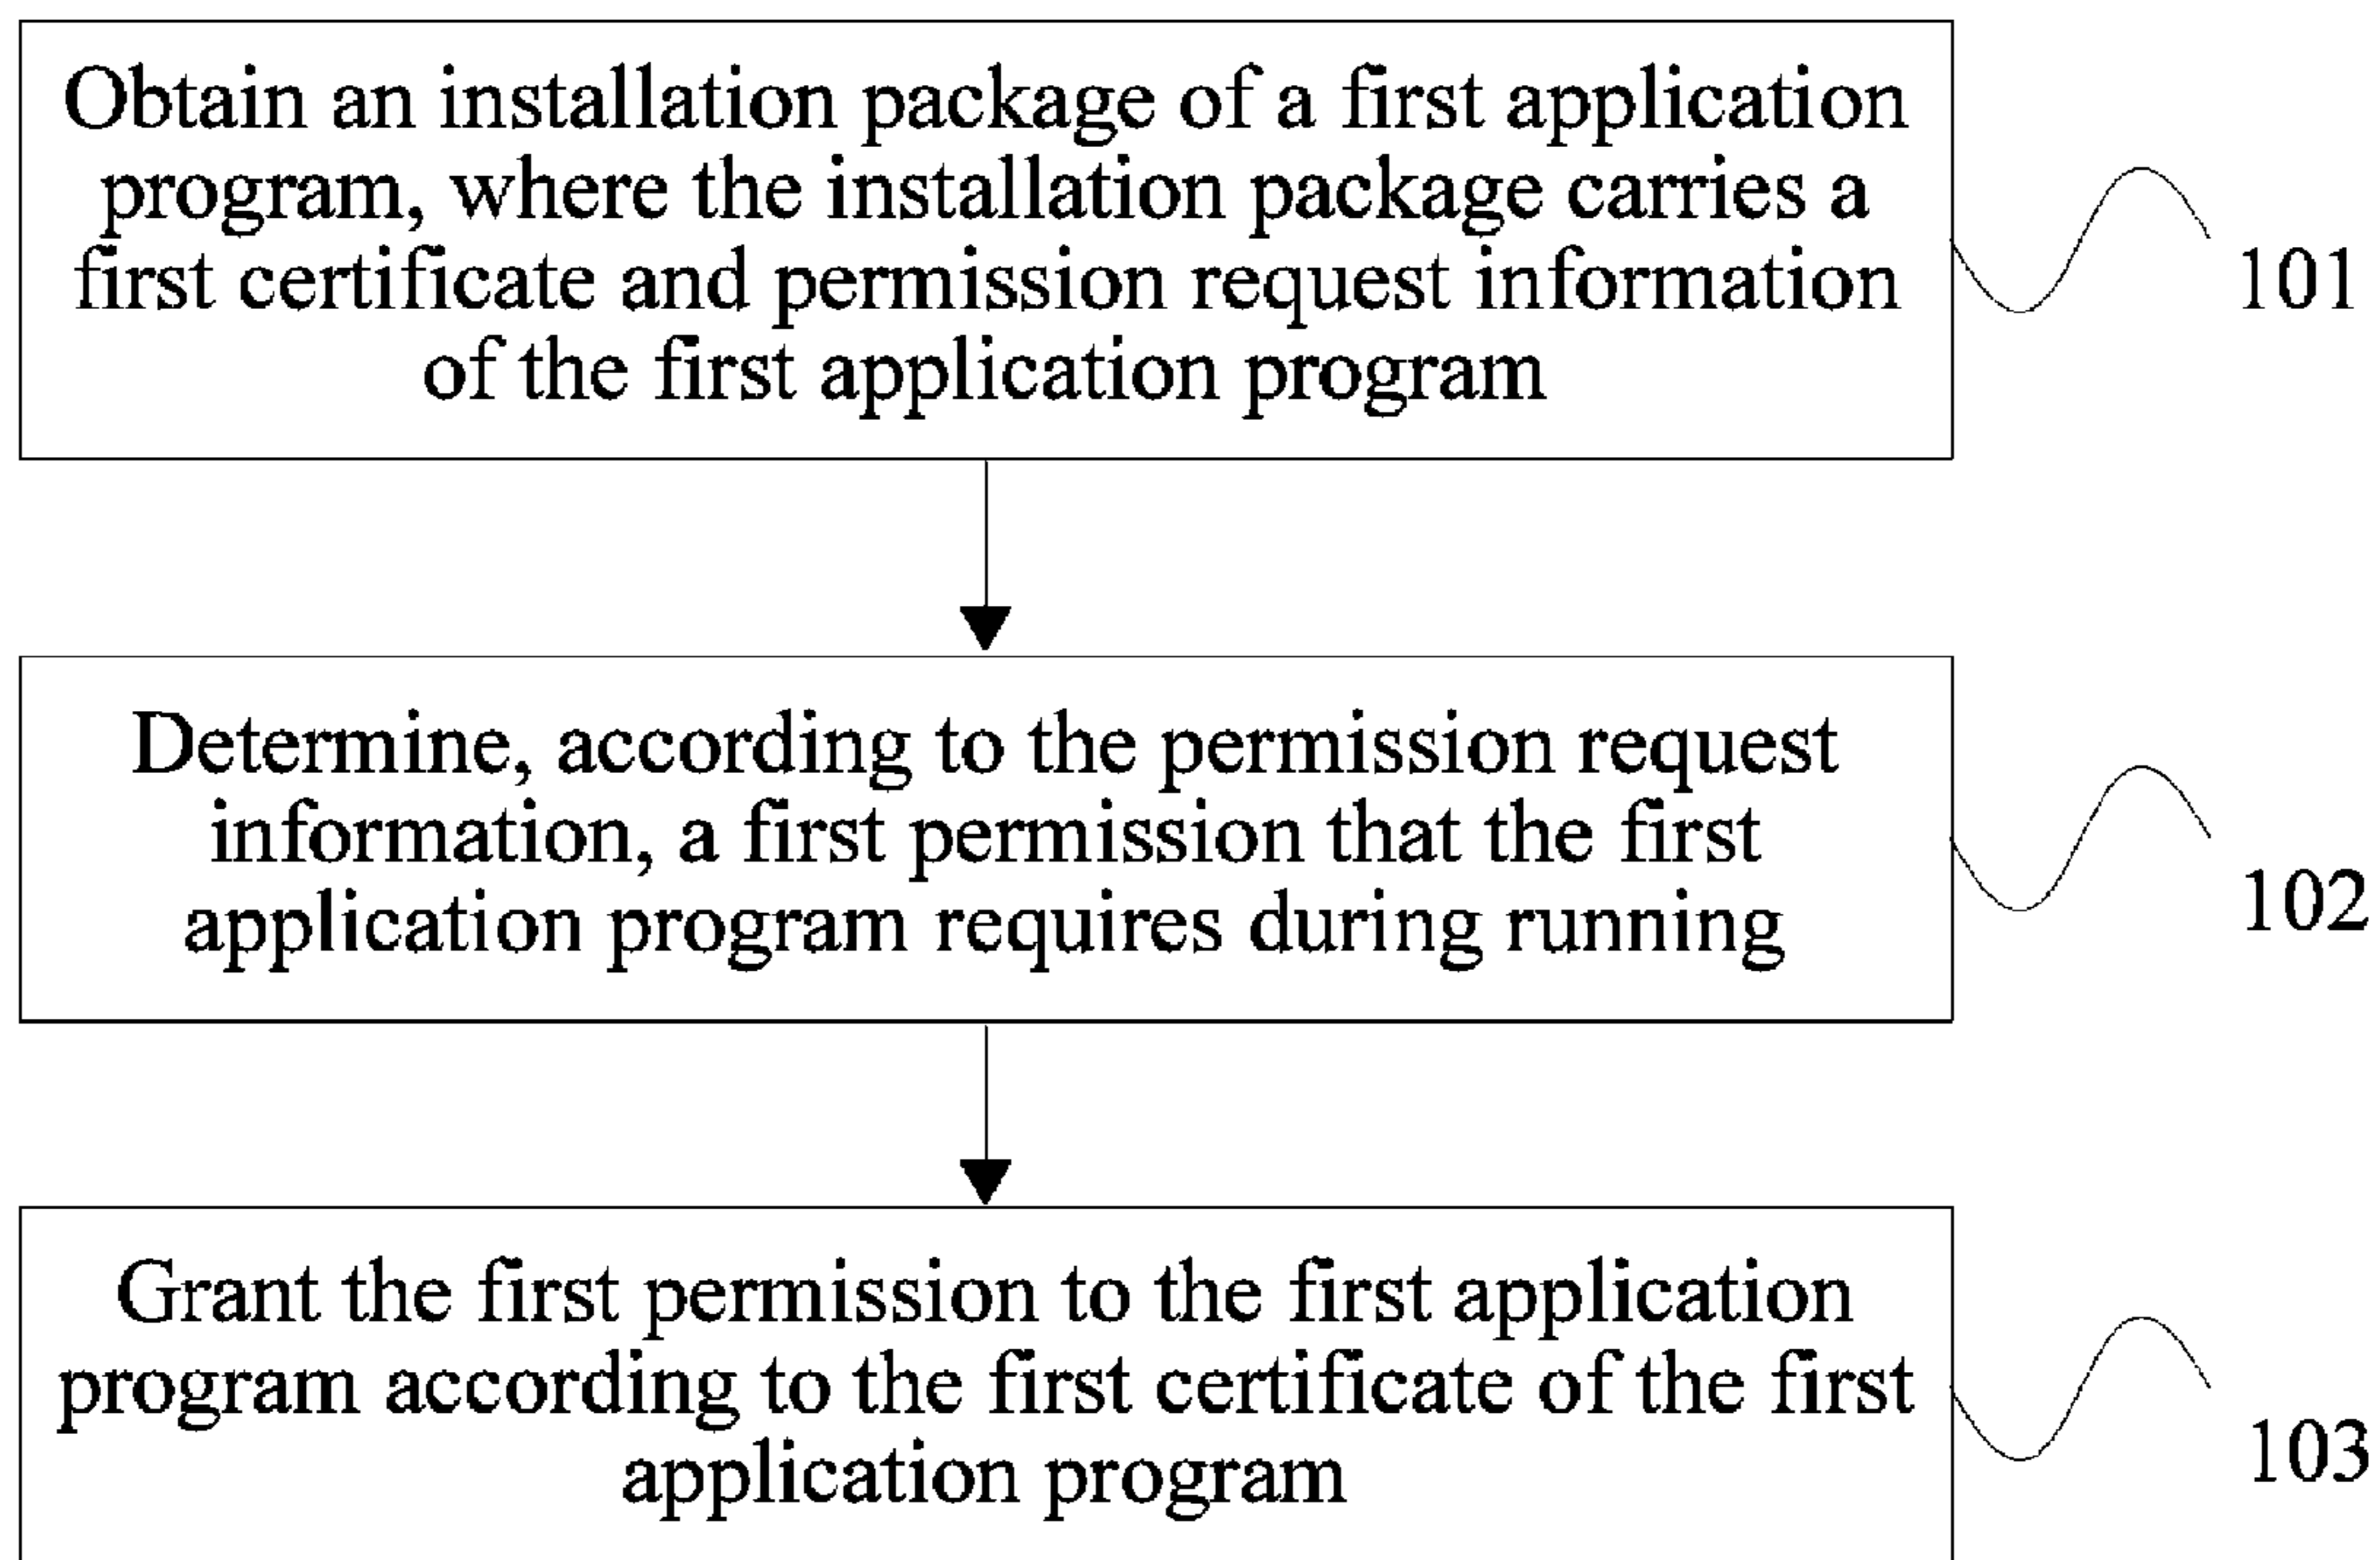 Obtain an installation package of a first application
program, where the installation package carries a
first certificate and permission request information
of the first application program
101
Determine, according to the permission request
information, a first permission that the first
application program requires during running
102
Grant the first permission to the first application
program according to the first certificate of the first
application program
103